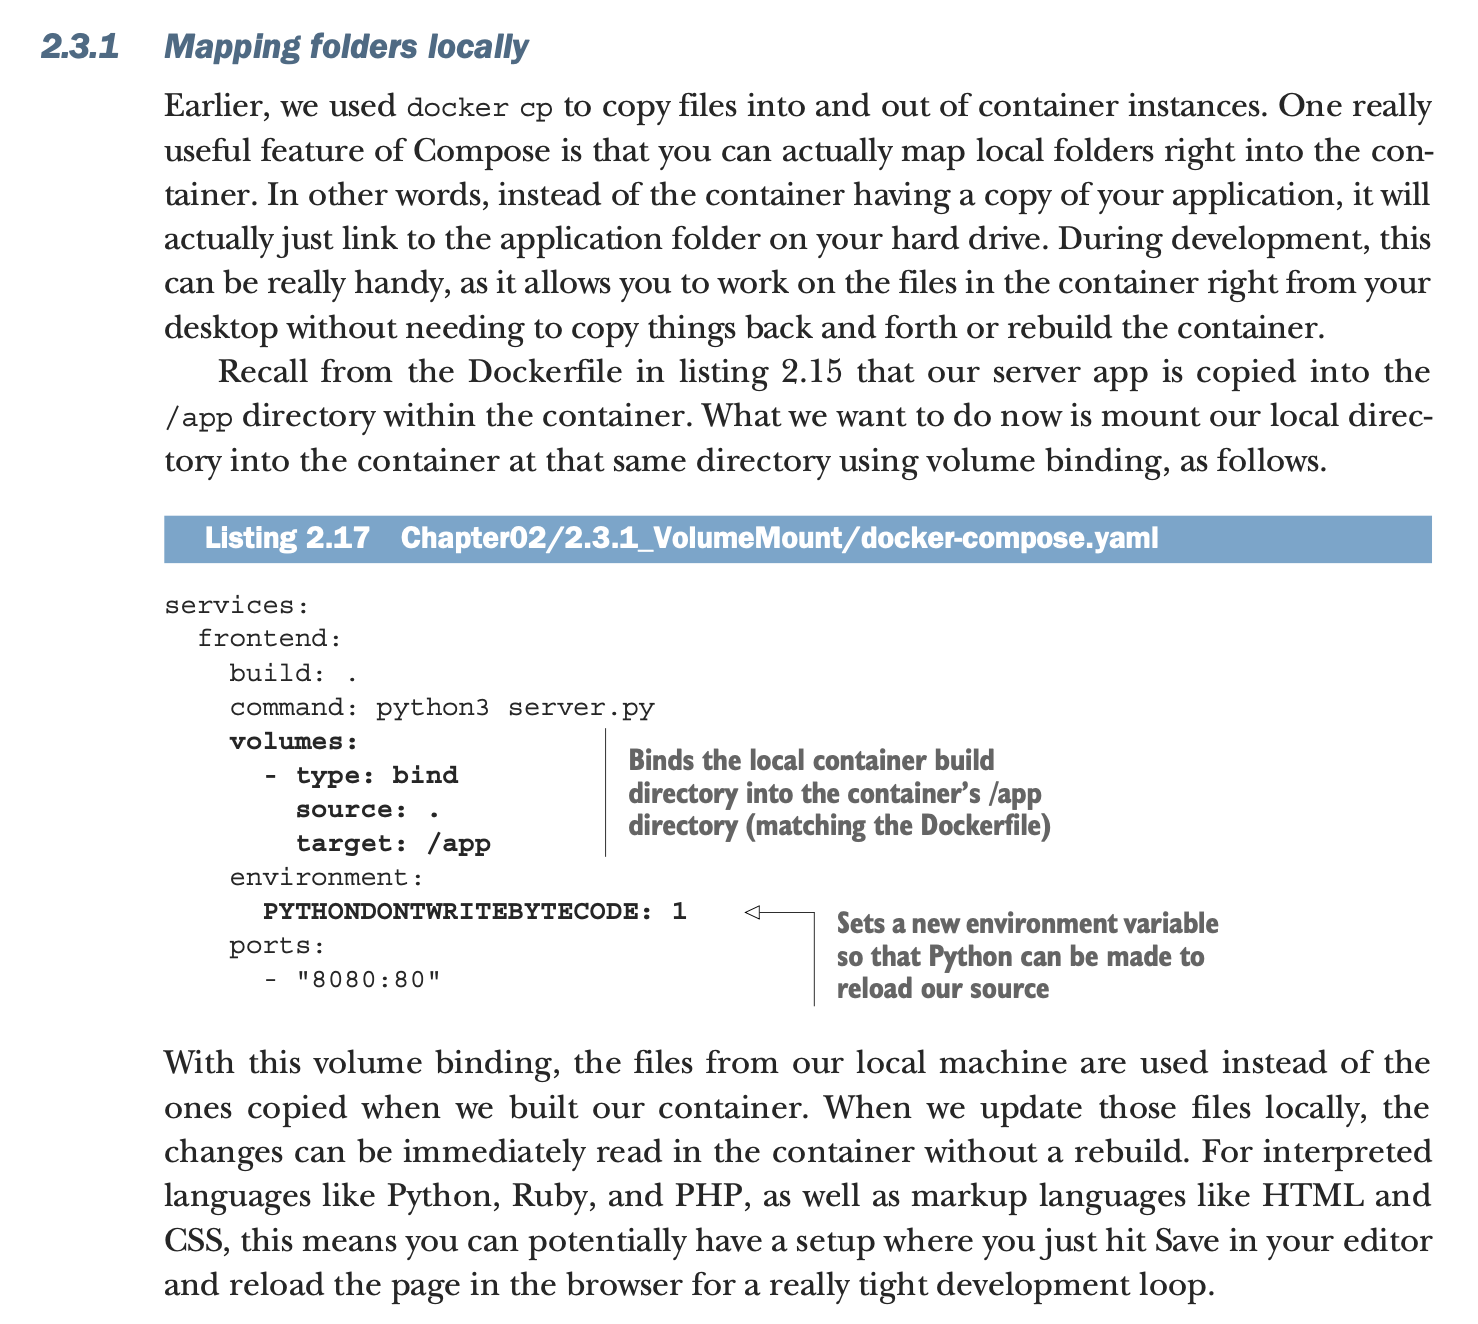 2.3.1 Mapping folders locally
Earlier, we used docker cp to copy files into and out of container instances. One really
useful feature of Compose is that you can actually map local folders right into the con-
tainer. In other words, instead of the container having a copy of your application, it will
actually just link to the application folder on your hard drive. During development, this
can be really handy, as it allows you to work on the files in the container right from your
desktop without needing to copy things back and forth or rebuild the container.
Recall from the Dockerfile in listing 2.15 that our server app is copied into the
/app directory within the container. What we want to do now is mount our local direc-
tory into the container at that same directory using volume binding, as follows.
Listing 2.17 Chapter02/2.3.1_VolumeMount/docker-compose.yaml
services:
  frontend:
    build: .
    command: python3 server.py
    volumes:
      - type: bind
        source: .
        target: /app
Binds the local container build
directory into the container's /app
directory (matching the Dockerfile)
    environment:
      PYTHONDONTWRITEBYTECODE: 1
    ports:
      - "8080:80"
Sets a new environment variable
so that Python can be made to
reload our source
With this volume binding, the files from our local machine are used instead of the
ones copied when we built our container. When we update those files locally, the
changes can be immediately read in the container without a rebuild. For interpreted
languages like Python, Ruby, and PHP, as well as markup languages like HTML and
CSS, this means you can potentially have a setup where you just hit Save in your editor
and reload the page in the browser for a really tight development loop.